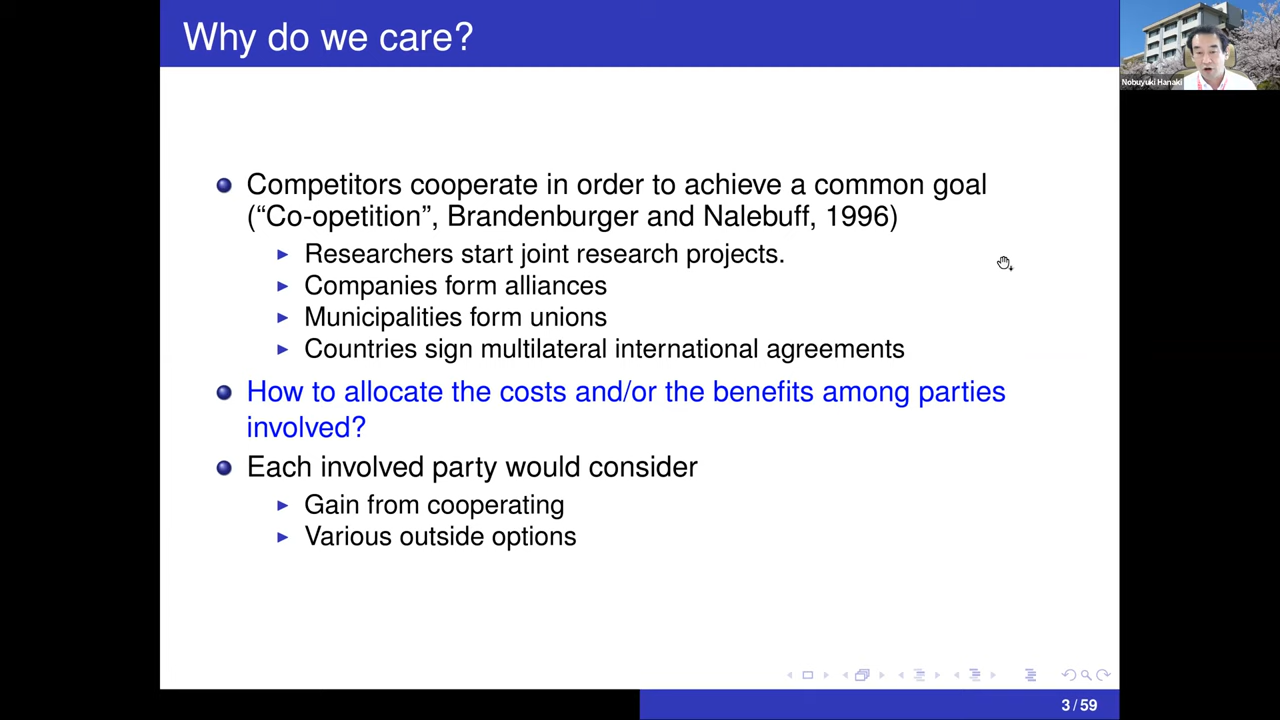 Why do we care?
Nobuyuki Hanaki
Competitors cooperate in order to achieve a common goal
(“Co-opetition”, Brandenburger and Nalebuff, 1996)
Researchers start joint research projects.
Companies form alliances
Municipalities form unions
Countries sign multilateral international agreements
How to allocate the costs and/or the benefits among parties
involved?
Each involved party would consider
Gain from cooperating
Various outside options
3 / 59